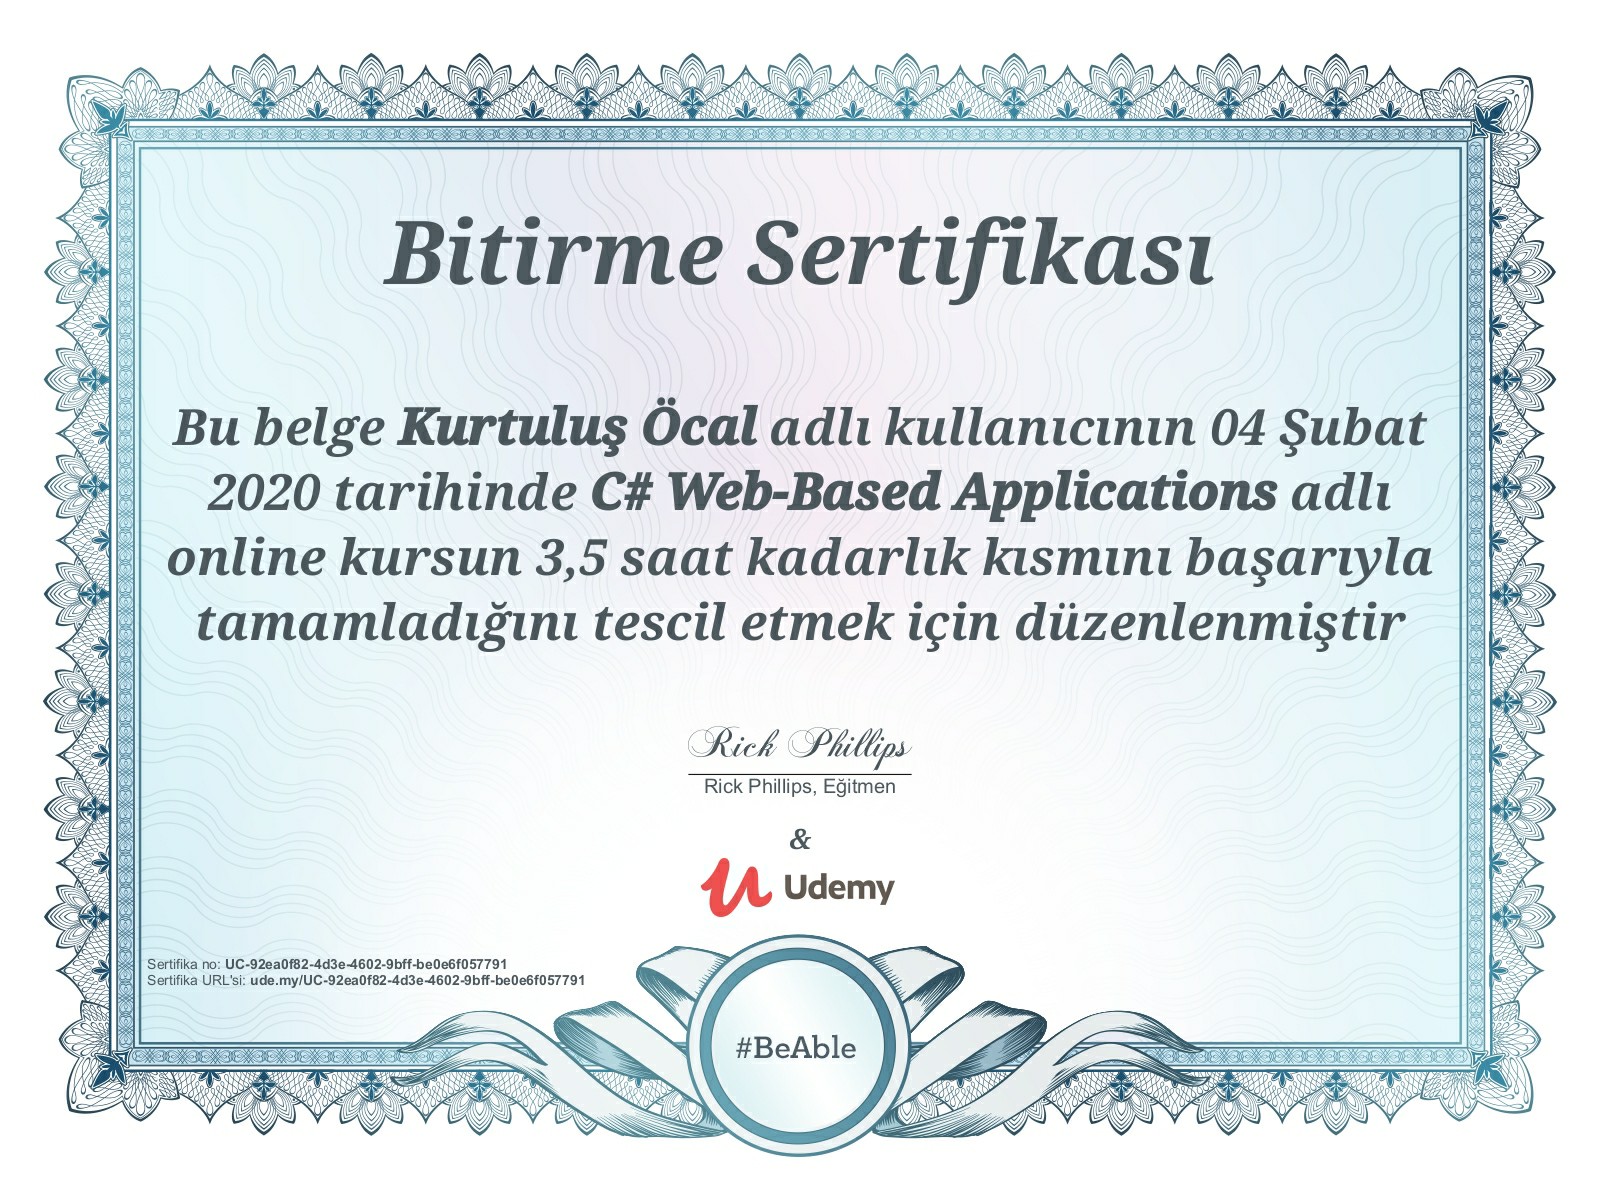 Bitirme Sertifikası
Bu belge Kurtuluş Öcal adlı kullanıcının 04 Şubat
2020 tarihinde C# Web-Based Applications adlı
online kursun 3,5 saat kadarlık kısmını başarıyla
tamamladığını tescil etmek için düzenlenmiştir
Rick Phillips
Rick Phillips, Eğitmen
&
Udemy
Sertifika no: UC-92ea0f82-4d3e-4602-9bff-be0e6f057791
Sertifika URL'si: ude.my/UC-92ea0f82-4d3e-4602-9bff-be0e6f057791
#BeAble